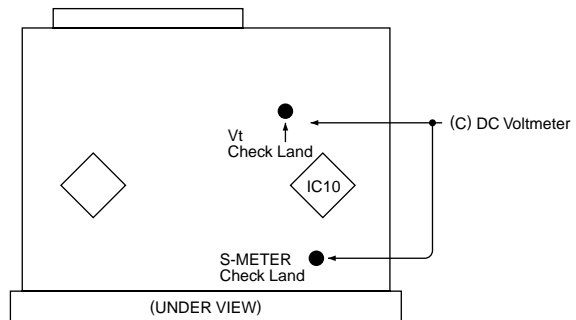 (C) DC Voltmeter
Vt
Check Land
IC10
S-METER
Check Land
(UNDER VIEW)